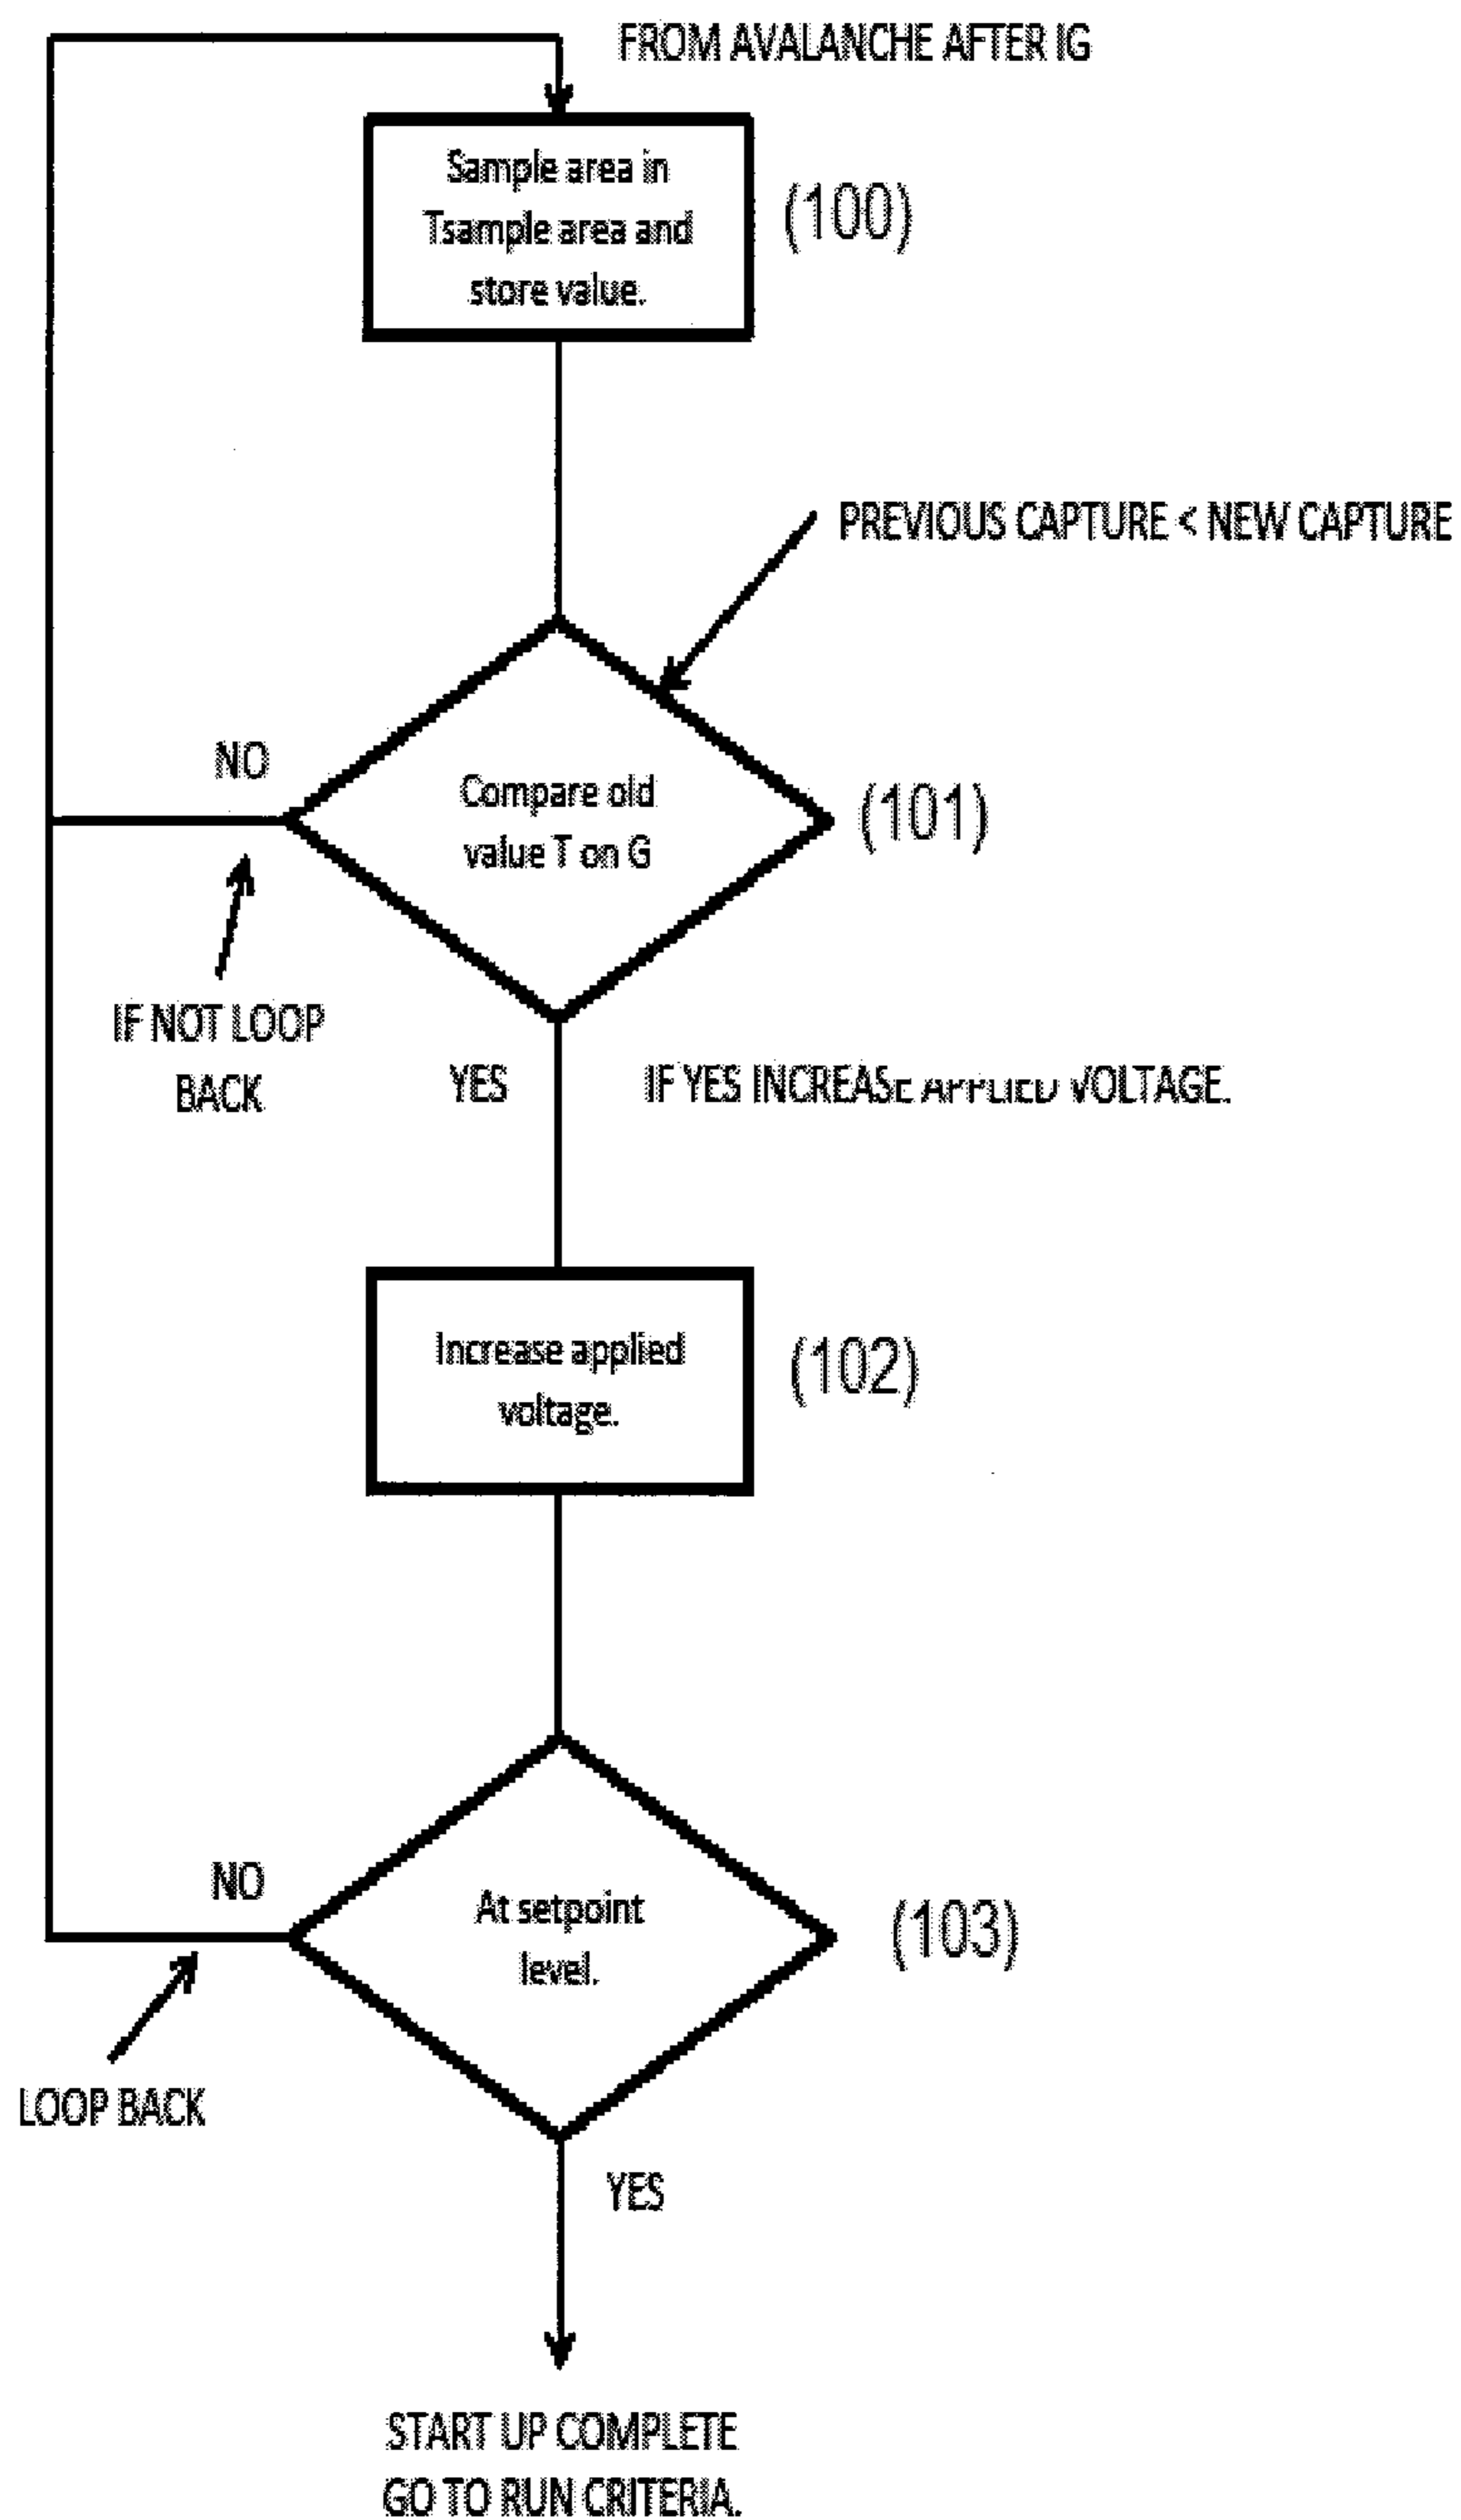 FROM AVALANCHE AFTER IG
Sample area in
Tsample area and
store value.
(100)
PREVIOUS CAPTURE < NEW CAPTURE
NO
Compare old
value T on G
(101)
IF NOT LOOP
BACK
YES
IF YES INCREASE APPLIED VOLTAGE.
Increase applied
voltage.
(102)
NO
At setpoint
level.
(103)
LOOP BACK
YES
START UP COMPLETE
GO TO RUN CRITERIA.